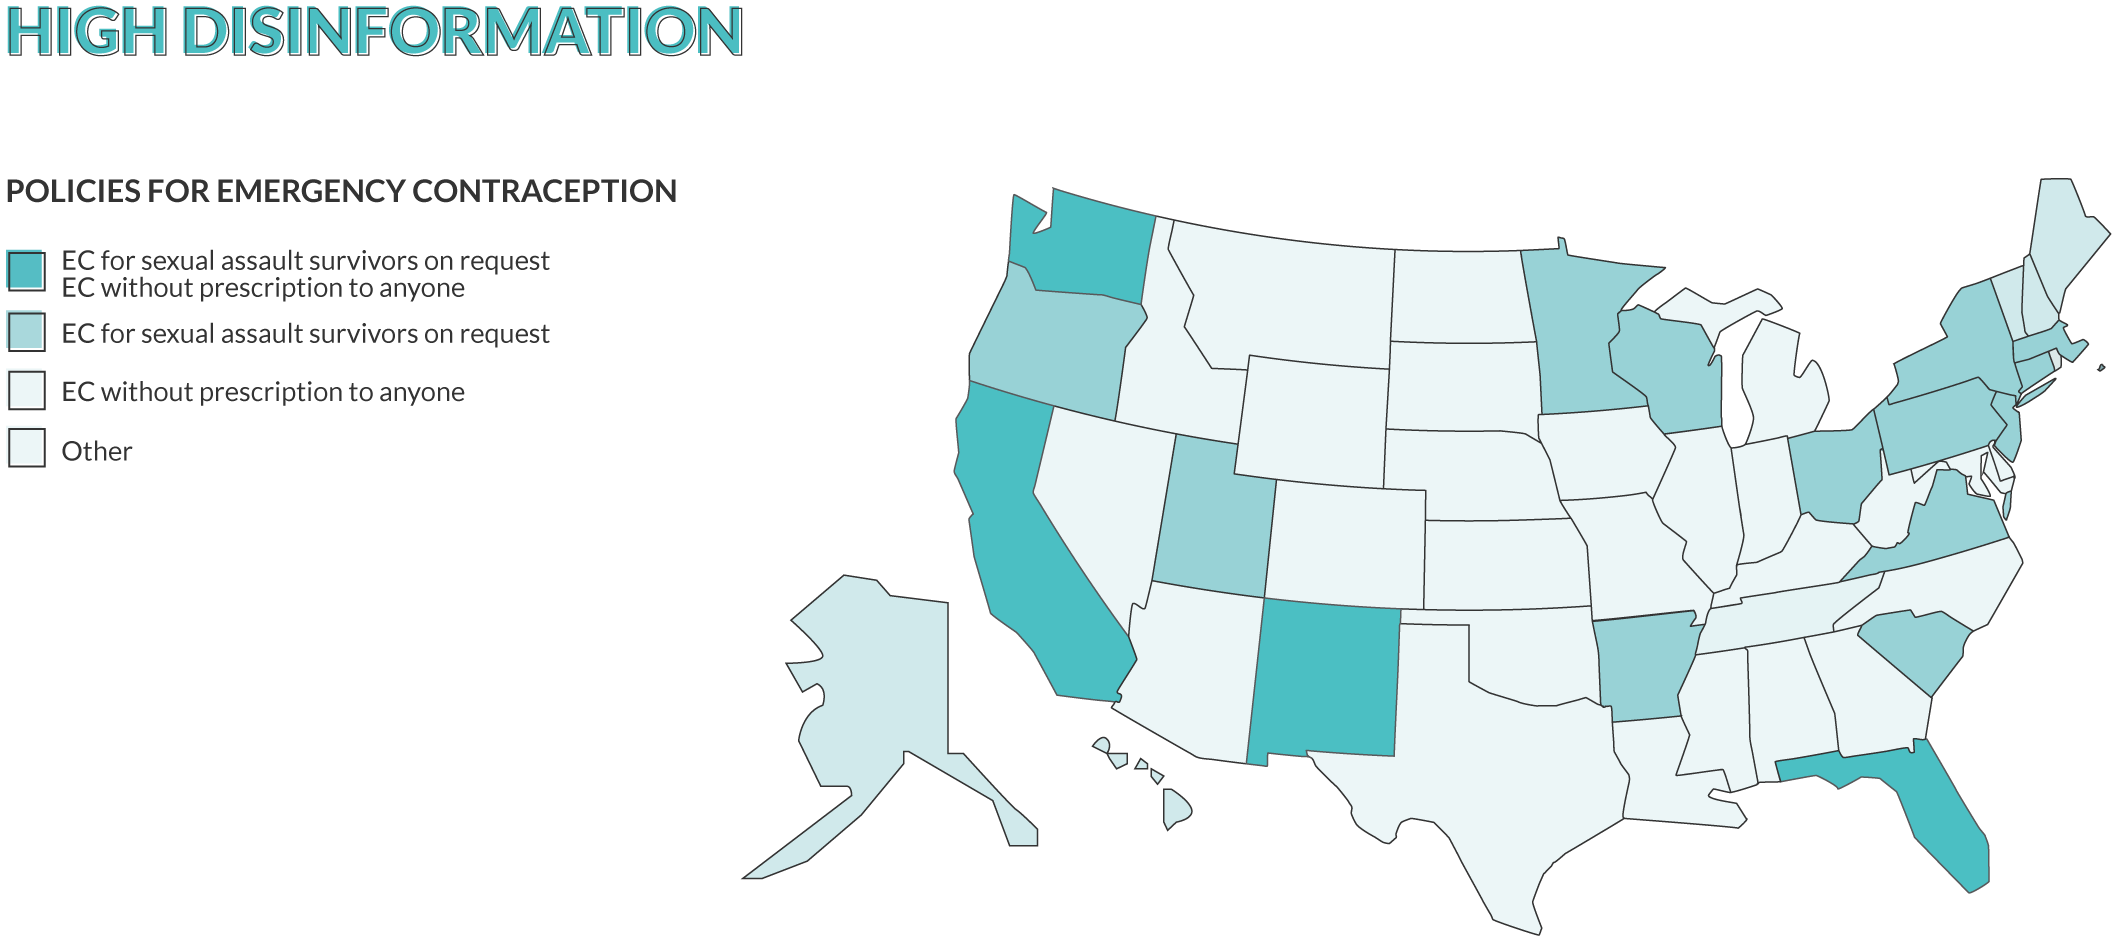 HIGH DISINFORMATION
POLICIES FOR EMERGENCY CONTRACEPTION
EC for sexual assault survivors on request
EC without prescription to anyone
EC for sexual assault survivors on request
EC without prescription to anyone
Other